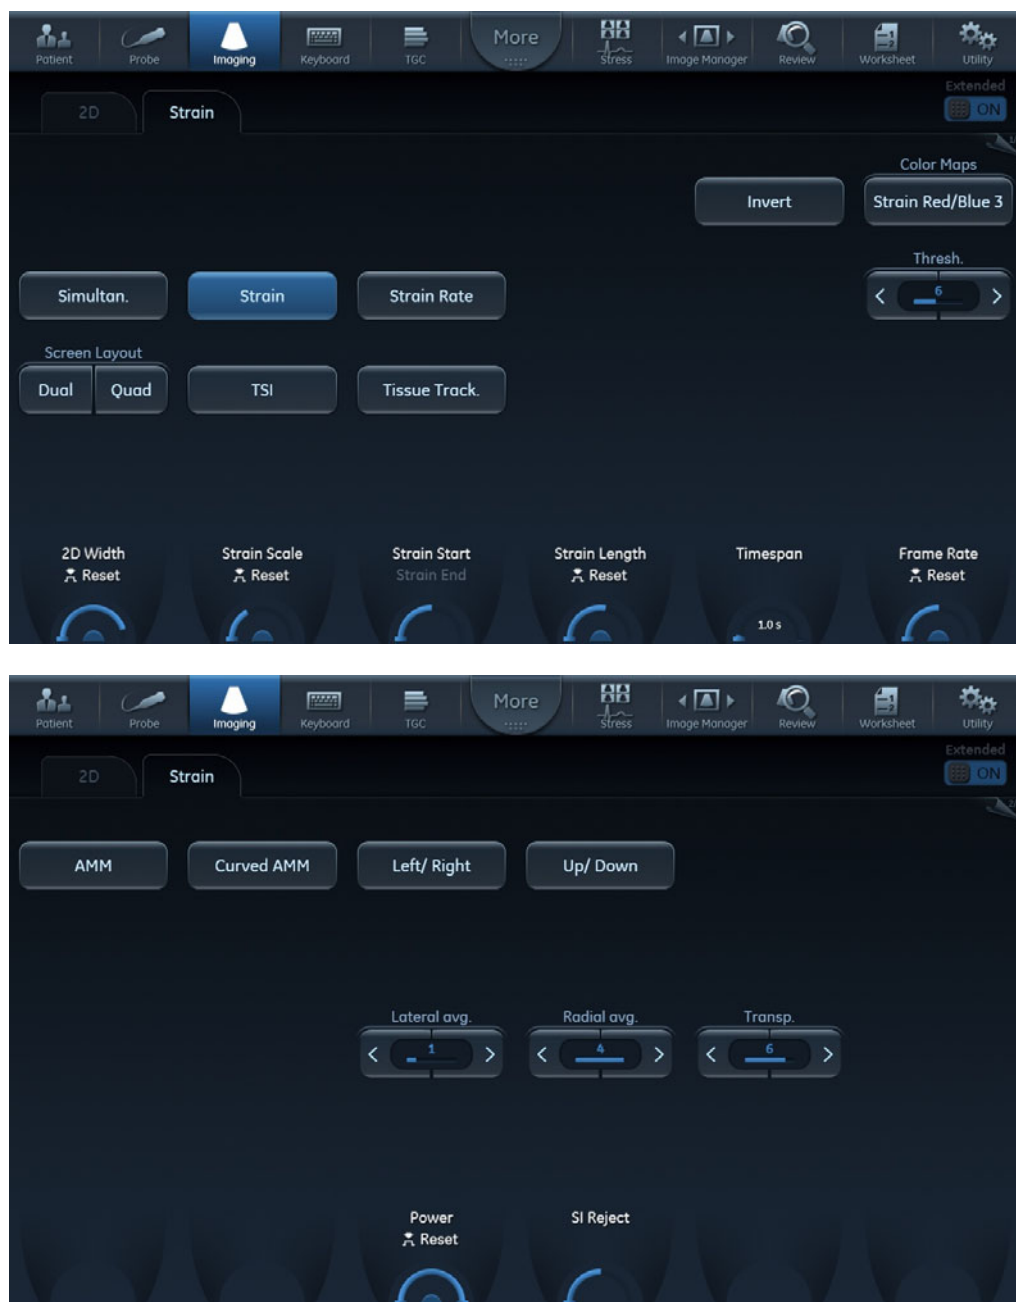 Patient Probe Imaging Keyboard TGC More Stress Image Manager Review Worksheet Utility
Extended
2D Strain ON
Color Maps
Invert Strain Red/Blue 3
Thresh.
Simultan. Strain Strain Rate 6
Screen Layout
Dual Quad TSI Tissue Track.
2D Width Strain Scale Strain Start Strain Length Timespan Frame Rate
Reset Reset Strain End Reset Reset
1.0 s
Patient Probe Imaging Keyboard TGC More Stress Image Manager Review Worksheet Utility
Extended
2D Strain ON
AMM Curved AMM Left/ Right Up/ Down
Lateral avg. Radial avg. Transp.
1 4 6
Power SI Reject
Reset